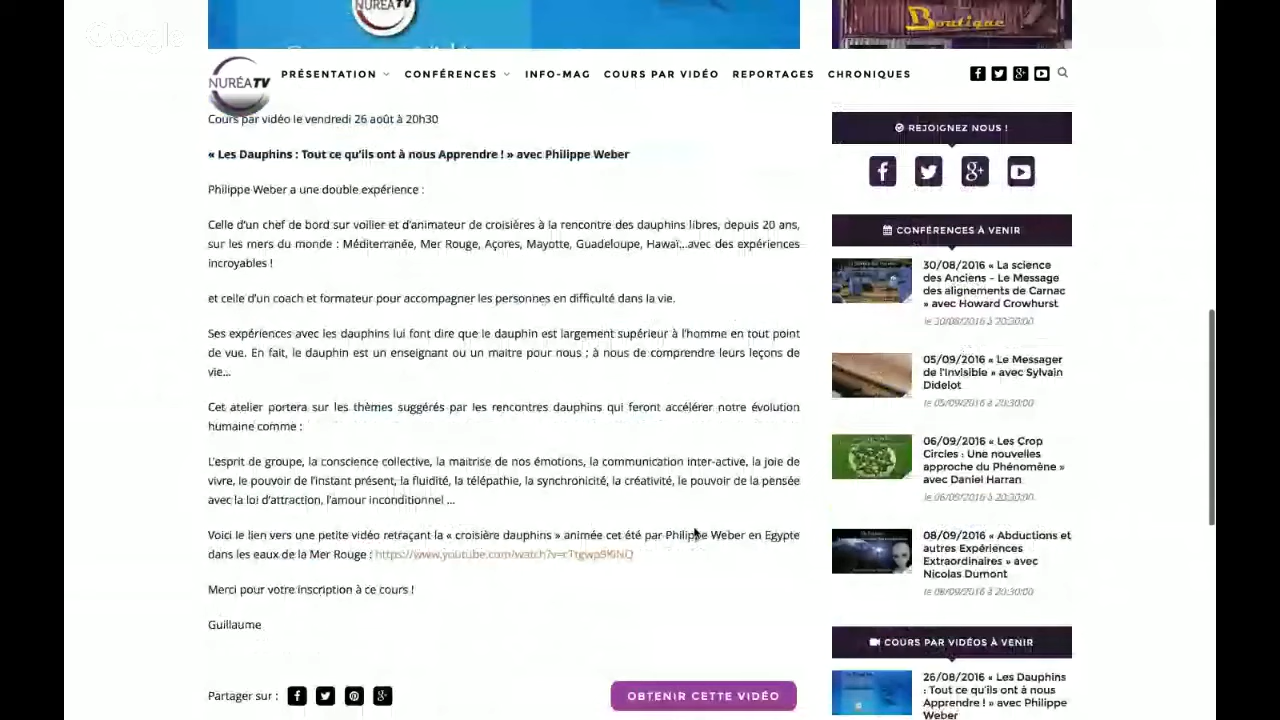 Google
NURÉATV
Boutique
NURÉATV
PRÉSENTATION
CONFÉRENCES
INFO-MAG
COURS PAR VIDÉO
REPORTAGES
CHRONIQUES
Cours par vidéo le vendredi 26 août à 20h30
« Les Dauphins : Tout ce qu'ils ont à nous Apprendre ! » avec Philippe Weber
Philippe Weber a une double expérience :
Celle d'un chef de bord sur voilier et d'animateur de croisières à la rencontre des dauphins libres, depuis 20 ans,
sur les mers du monde : Méditerranée, Mer Rouge, Açores, Mayotte, Guadeloupe, Hawaï...avec des expériences
incroyables !
et celle d'un coach et formateur pour accompagner les personnes en difficulté dans la vie.
Ses expériences avec les dauphins lui font dire que le dauphin est largement supérieur à l'homme en tout point
de vue. En fait, le dauphin est un enseignant ou un maitre pour nous ; à nous de comprendre leurs leçons de
vie...
Cet atelier portera sur les thèmes suggérés par les rencontres dauphins qui feront accélérer notre évolution
humaine comme :
L'esprit de groupe, la conscience collective, la maitrise de nos émotions, la communication inter-active, la joie de
vivre, le pouvoir de l'instant présent, la fluidité, la télépathie, la synchronicité, la créativité, le pouvoir de la pensée
avec la loi d'attraction, l'amour inconditionnel ...
Voici le lien vers une petite vidéo retraçant la « croisière dauphins » animée cet été par Philippe Weber en Egypte
dans les eaux de la Mer Rouge :
Merci pour votre inscription à ce cours !
Guillaume
Partager sur :
OBTENIR CETTE VIDÉO
REJOIGNEZ NOUS !
CONFÉRENCES À VENIR
30/08/2016 « La science
des Anciens – Le Message
des alignements de Carnac
» avec Howard Crowhurst
le 30/08/2016 à 20:30:00
05/09/2016 « Le Messager
de l'Invisible » avec Sylvain
Didelot
le 05/09/2016 à 20:30:00
06/09/2016 « Les Crop
Circles : Une nouvelles
approche du Phénomène »
avec Daniel Harran
le 06/09/2016 à 20:30:00
08/09/2016 « Abductions et
autres Expériences
Extraordinaires » avec
Nicolas Dumont
le 08/09/2016 à 20:30:00
COURS PAR VIDÉOS À VENIR
26/08/2016 « Les Dauphins
: Tout ce qu'ils ont à nous
Apprendre ! » avec Philippe
Weber